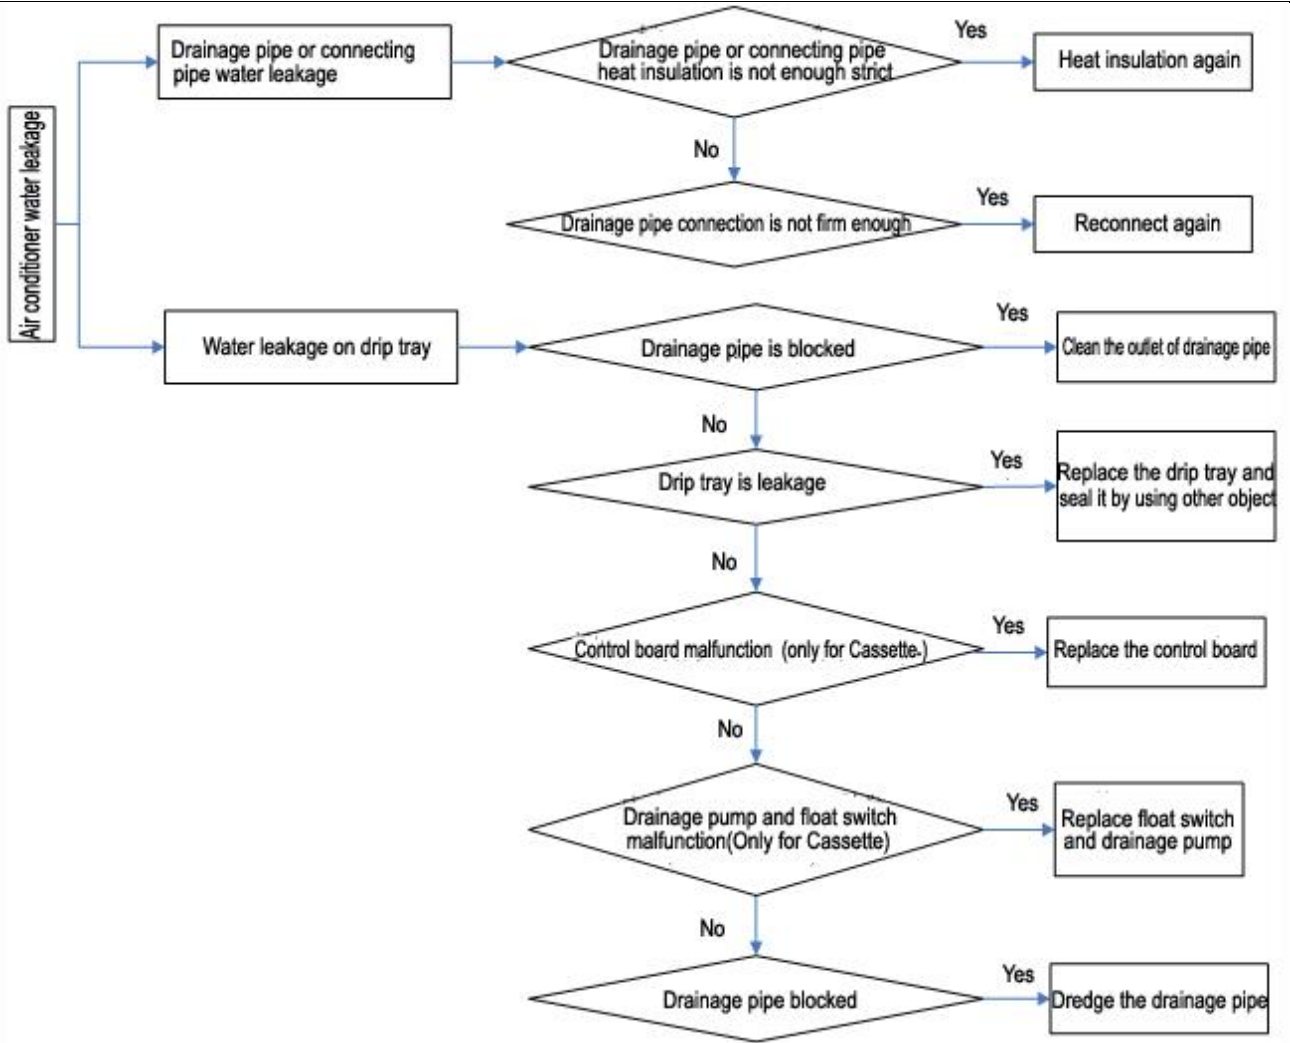 Air conditioner water leakage
Drainage pipe or connecting
pipe water leakage
Drainage pipe or connecting pipe
heat insulation is not enough strict
Yes
Heat insulation again
No
Drainage pipe connection is not firm enough
Yes
Reconnect again
Water leakage on drip tray
Drainage pipe is blocked
Yes
Clean the outlet of drainage pipe
No
Drip tray is leakage
Yes
Replace the drip tray and
seal it by using other object
No
Control board malfunction (only for Cassette-)
Yes
Replace the control board
No
Drainage pump and float switch
malfunction(Only for Cassette)
Yes
Replace float switch
and drainage pump
No
Drainage pipe blocked
Yes
Dredge the drainage pipe